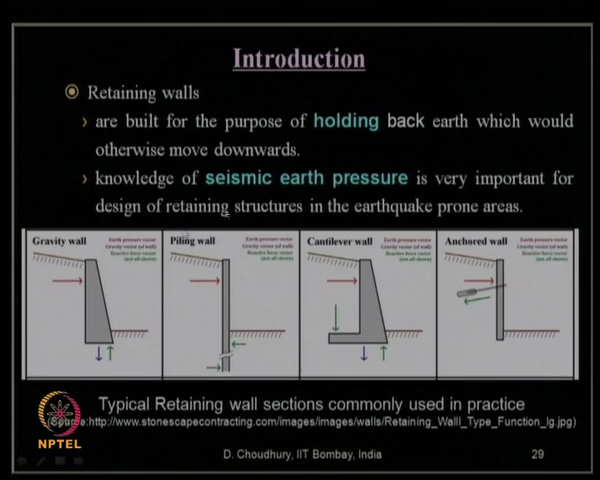 Introduction
Retaining walls
are built for the purpose of holding back earth which would
otherwise move downwards.
knowledge of seismic earth pressure is very important for
design of retaining structures in the earthquake prone areas.
Gravity wall
Earth pressure vector
Gravity vector (of wall)
Reactive force vector
(not all shown)
Piling wall
Earth pressure vector
Gravity vector (of wall)
Reactive force vector
(not all shown)
Cantilever wall
Earth pressure vector
Gravity vector (of wall)
Reactive force vector
(not all shown)
Anchored wall
Earth pressure vector
Gravity vector (of wall)
Reactive force vector
(not all shown)
Typical Retaining wall sections commonly used in practice
(Source:http://www.stonescapecontracting.com/images/images/walls/Retaining_Walll_Type_Function_lg.jpg)
NPTEL
D. Choudhury, IIT Bombay, India
29